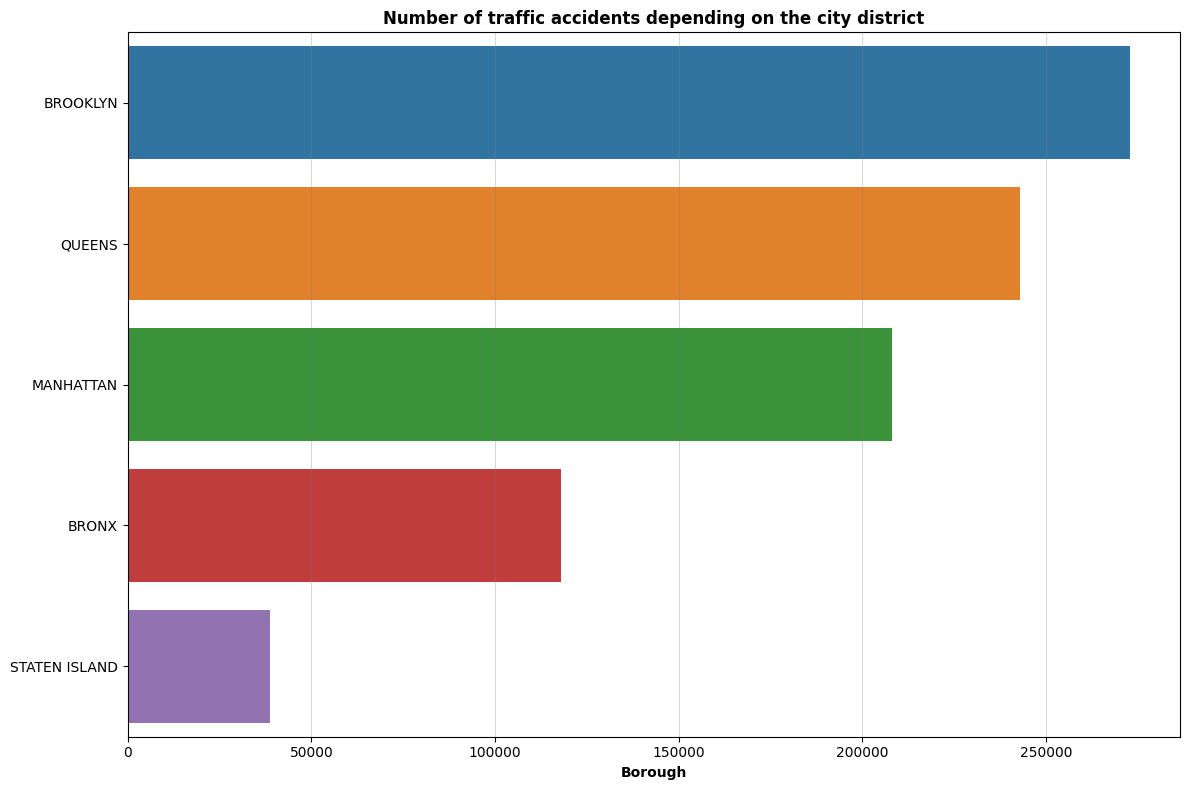 Number of traffic accidents depending on the city district
BROOKLYN
QUEENS
MANHATTAN
BRONX
STATEN ISLAND
0 50000 100000 150000 200000 250000
Borough